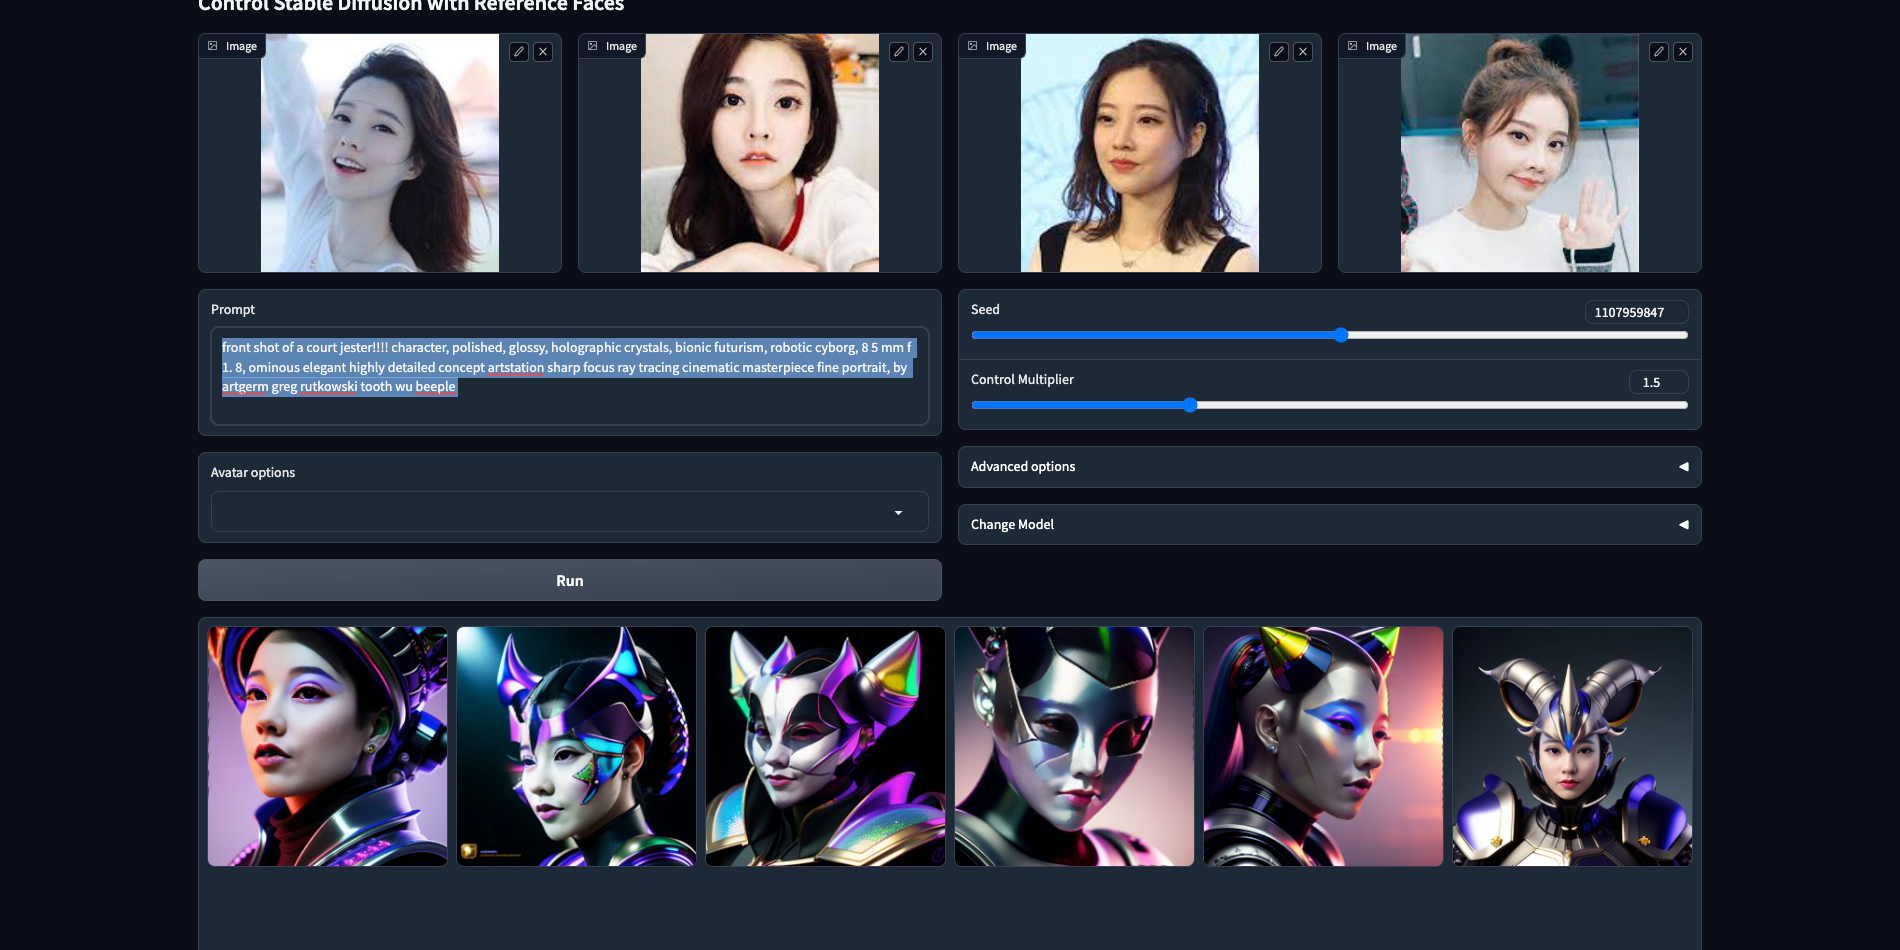 Control Stable Diffusion with Reference Faces
Image
Image
Image
Image
Prompt
front shot of a court jester!!!! character, polished, glossy, holographic crystals, bionic futurism, robotic cyborg, 8 5 mm f
1. 8, ominous elegant highly detailed concept artstation sharp focus ray tracing cinematic masterpiece fine portrait, by
artgerm greg rutkowski tooth wu beeple
Seed
1107959847
Control Multiplier
1.5
Avatar options
Advanced options
Change Model
Run